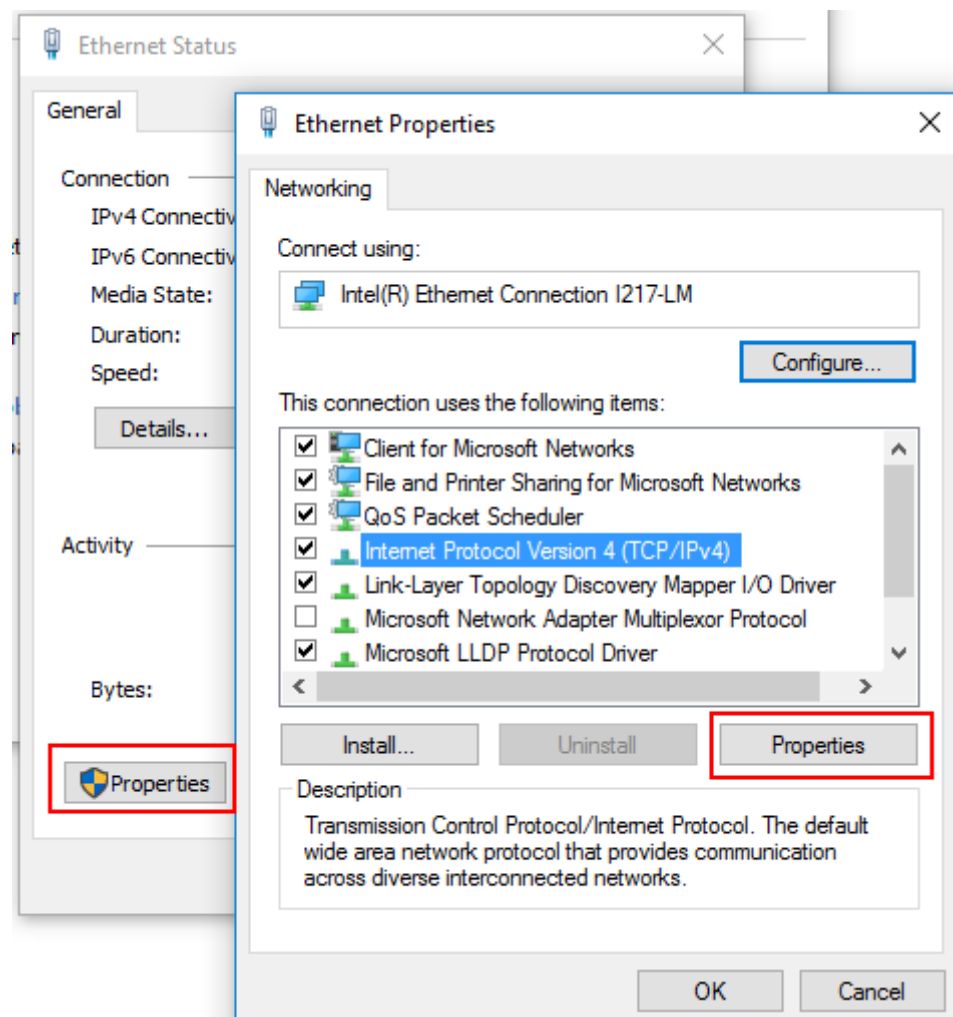 Ethernet Status
General
Connection
IPv4 Connectiv
IPv6 Connectiv
Media State:
Duration:
Speed:
Details...
Activity
Bytes:
Properties
Ethernet Properties
Networking
Connect using:
Intel(R) Ethernet Connection I217-LM
Configure...
This connection uses the following items:
Client for Microsoft Networks
File and Printer Sharing for Microsoft Networks
QoS Packet Scheduler
Internet Protocol Version 4 (TCP/IPv4)
Link-Layer Topology Discovery Mapper I/O Driver
Microsoft Network Adapter Multiplexor Protocol
Microsoft LLDP Protocol Driver
Install...
Uninstall
Properties
Description
Transmission Control Protocol/Internet Protocol. The default
wide area network protocol that provides communication
across diverse interconnected networks.
OK
Cancel